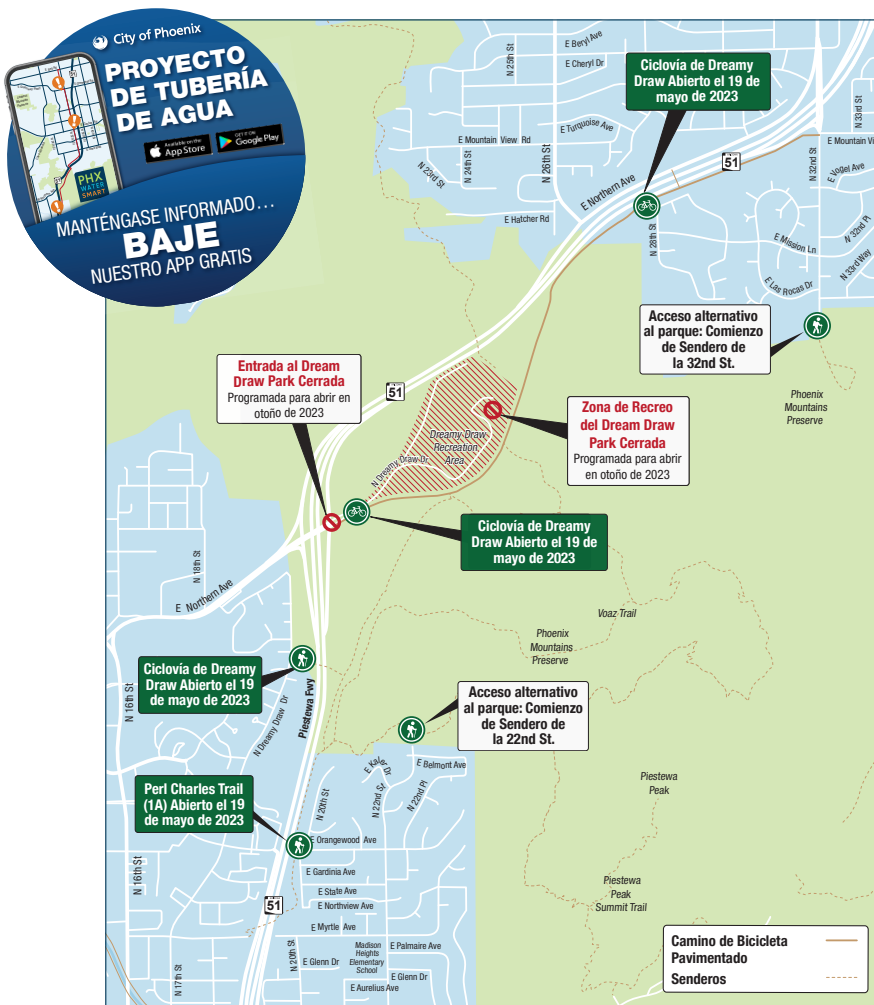 City of Phoenix
PROYECTO
DE TUBERÍA
DE AGUA
Available on the
App Store
GET IT ON
Google Play
PHX
WATER
SMART
MANTÉNGASE INFORMADO…
BAJE
NUESTRO APP GRATIS
E Beryl Ave
E Cheryl Dr
N 25th St
Ciclovía de Dreamy
Draw Abierto el 19 de
mayo de 2023
N 33rd St
E Mountain View Rd
E Turquoise Ave
N 24th St
N 23rd St
N 26th St
51
N 32nd St
E Mountain Vi
E Vogel Ave
E Northern Ave
E Hatcher Rd
N 28th St
E Mission Ln
N 32nd Pl
N 33rd Way
E Las Rocas Dr
Acceso alternativo
al parque: Comienzo
de Sendero de
la 32nd St.
Entrada al Dream
Draw Park Cerrada
Programada para abrir en
otoño de 2023
51
Phoenix
Mountains
Preserve
Zona de Recreo
del Dream Draw
Park Cerrada
Programada para abrir
en otoño de 2023
Dreamy Draw
Recreation
Area
N Dreamy Draw Dr
Ciclovía de Dreamy
Draw Abierto el 19 de
mayo de 2023
N 18th St
E Northern Ave
Voaz Trail
Phoenix
Mountains
Preserve
Ciclovía de Dreamy
Draw Abierto el 19
de mayo de 2023
N 16th St
N Dreamy Draw Dr
Piestewa Fwy
Acceso alternativo
al parque: Comienzo
de Sendero de
la 22nd St.
E Kaler Dr
E Belmont Ave
N 20th St
N 22nd St
N 22nd Pl
Piestewa
Peak
Perl Charles Trail
(1A) Abierto el 19
de mayo de 2023
E Orangewood Ave
N 16th St
E Gardinia Ave
E State Ave
E Northview Ave
Piestewa
Peak
Summit Trail
51
E Myrtle Ave
N 20th St
Madison
Heights
Elementary
School
E Palmaire Ave
E Glenn Dr
E Glenn Dr
E Aurelius Ave
N 17th St
Camino de Bicicleta
Pavimentado
Senderos